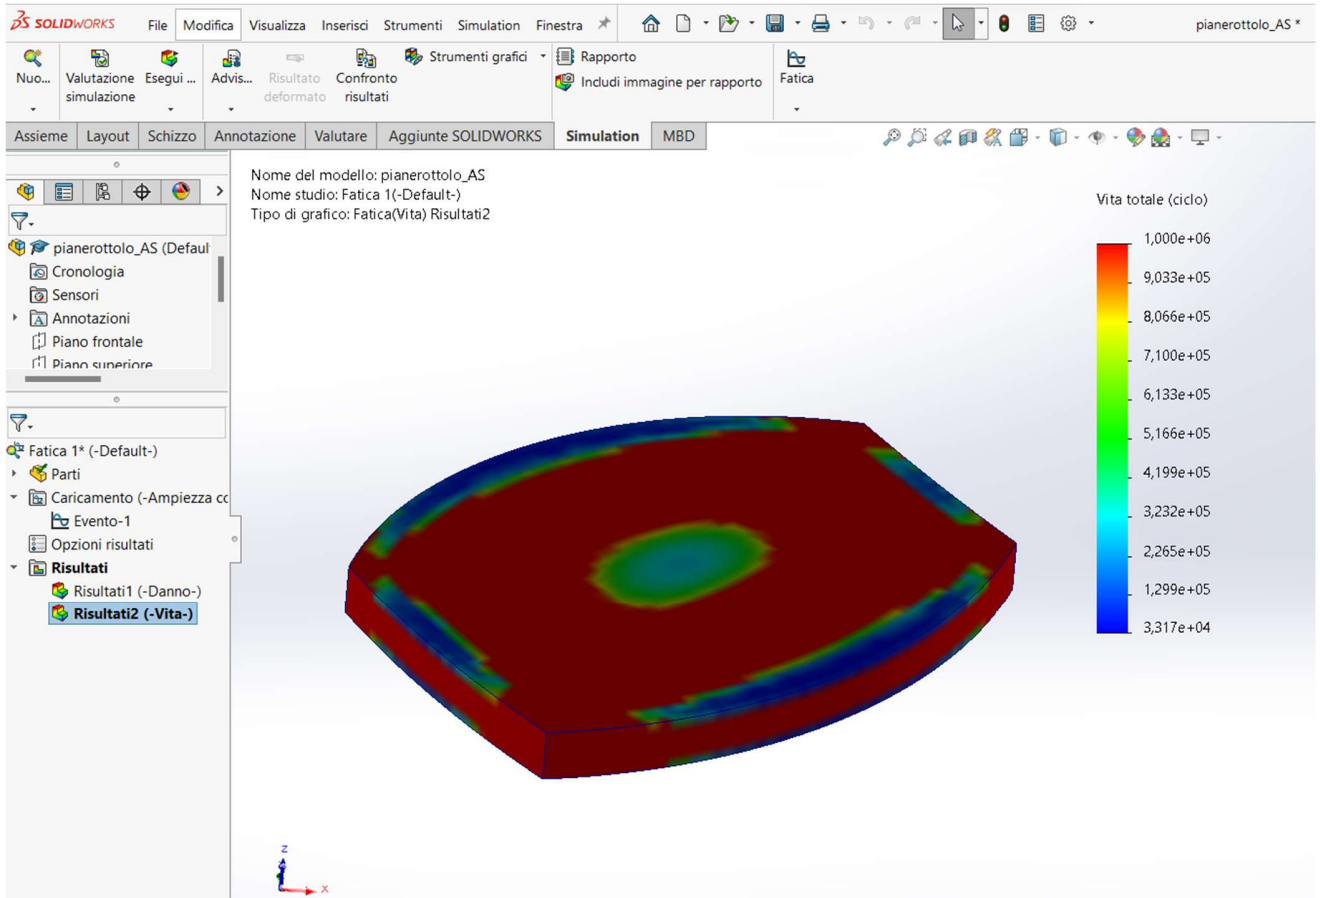 SOLIDWORKS File Modifica Visualizza Inserisci Strumenti Simulation Finestra pianerottolo_AS *
Nuo... Valutazione simulazione Esegui ... Advis... Risultato deformato Confronto risultati Strumenti grafici Rapporto Includi immagine per rapporto Fatica
Assieme Layout Schizzo Annotazione Valutare Aggiunte SOLIDWORKS Simulation MBD
pianerottolo_AS (Defaul
Cronologia
Sensori
Annotazioni
Piano frontale
Piano superiore
Fatica 1* (-Default-)
Parti
Caricamento (-Ampiezza cc
Evento-1
Opzioni risultati
Risultati
Risultati1 (-Danno-)
Risultati2 (-Vita-)
Nome del modello: pianerottolo_AS
Nome studio: Fatica 1(-Default-)
Tipo di grafico: Fatica(Vita) Risultati2
Vita totale (ciclo)
1,000e+06
9,033e+05
8,066e+05
7,100e+05
6,133e+05
5,166e+05
4,199e+05
3,232e+05
2,265e+05
1,299e+05
3,317e+04
z
x